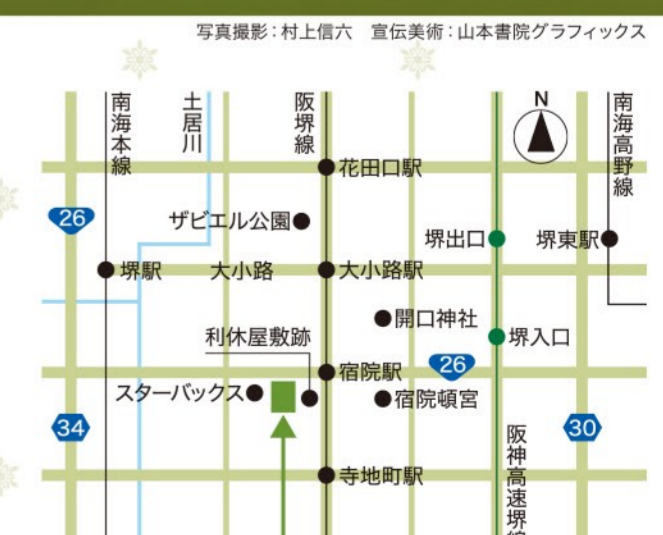 写真撮影：村上信六　宣伝美術：山本書院グラフィックス
南海本線
土居川
阪堺線
N
南海高野線
花田口駅
26
ザビエル公園
堺出口
堺東駅
堺駅
大小路
大小路駅
開口神社
利休屋敷跡
堺入口
宿院駅
26
スターバックス
宿院頓宮
34
30
阪神高速堺線
寺地町駅